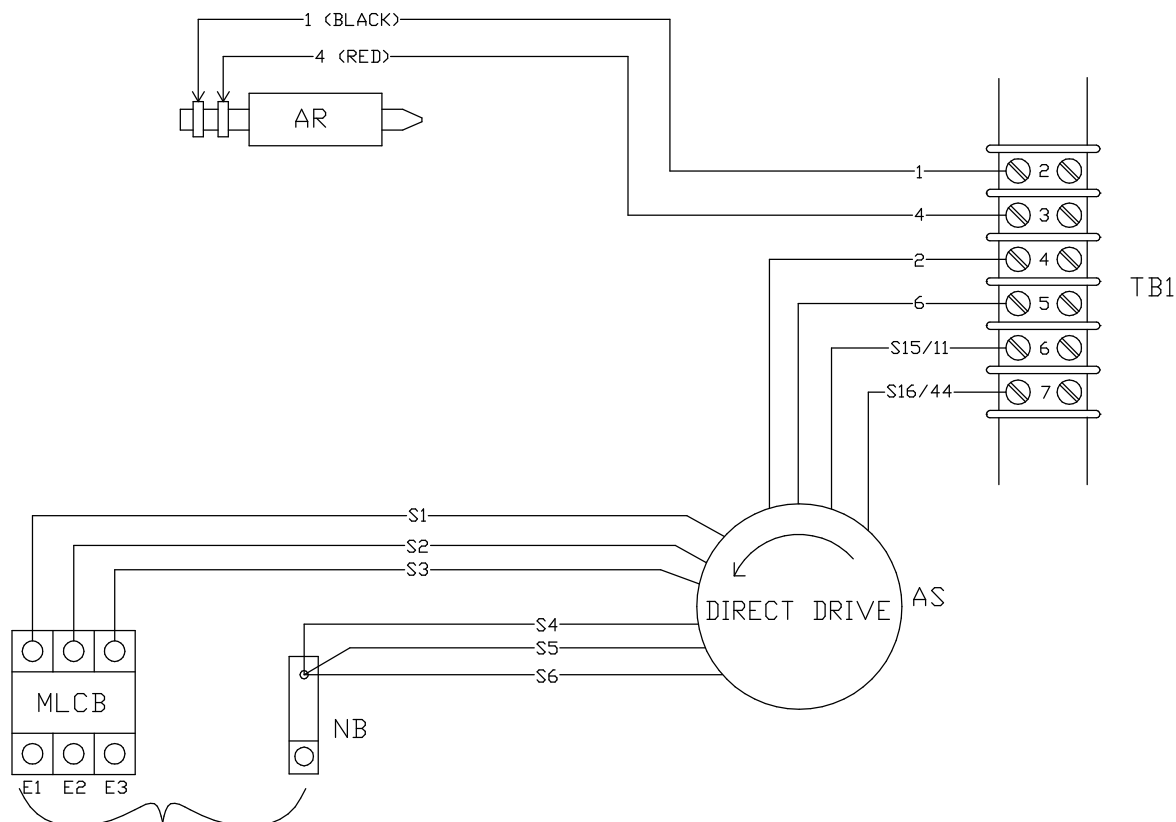 1 (BLACK)
4 (RED)
AR
1 2
4 3
2 4
TB1
6 5
S15/11 6
S16/44 7
S1
S2
S3
AS
DIRECT DRIVE
S4
S5
S6
MLCB
NB
E1 E2 E3